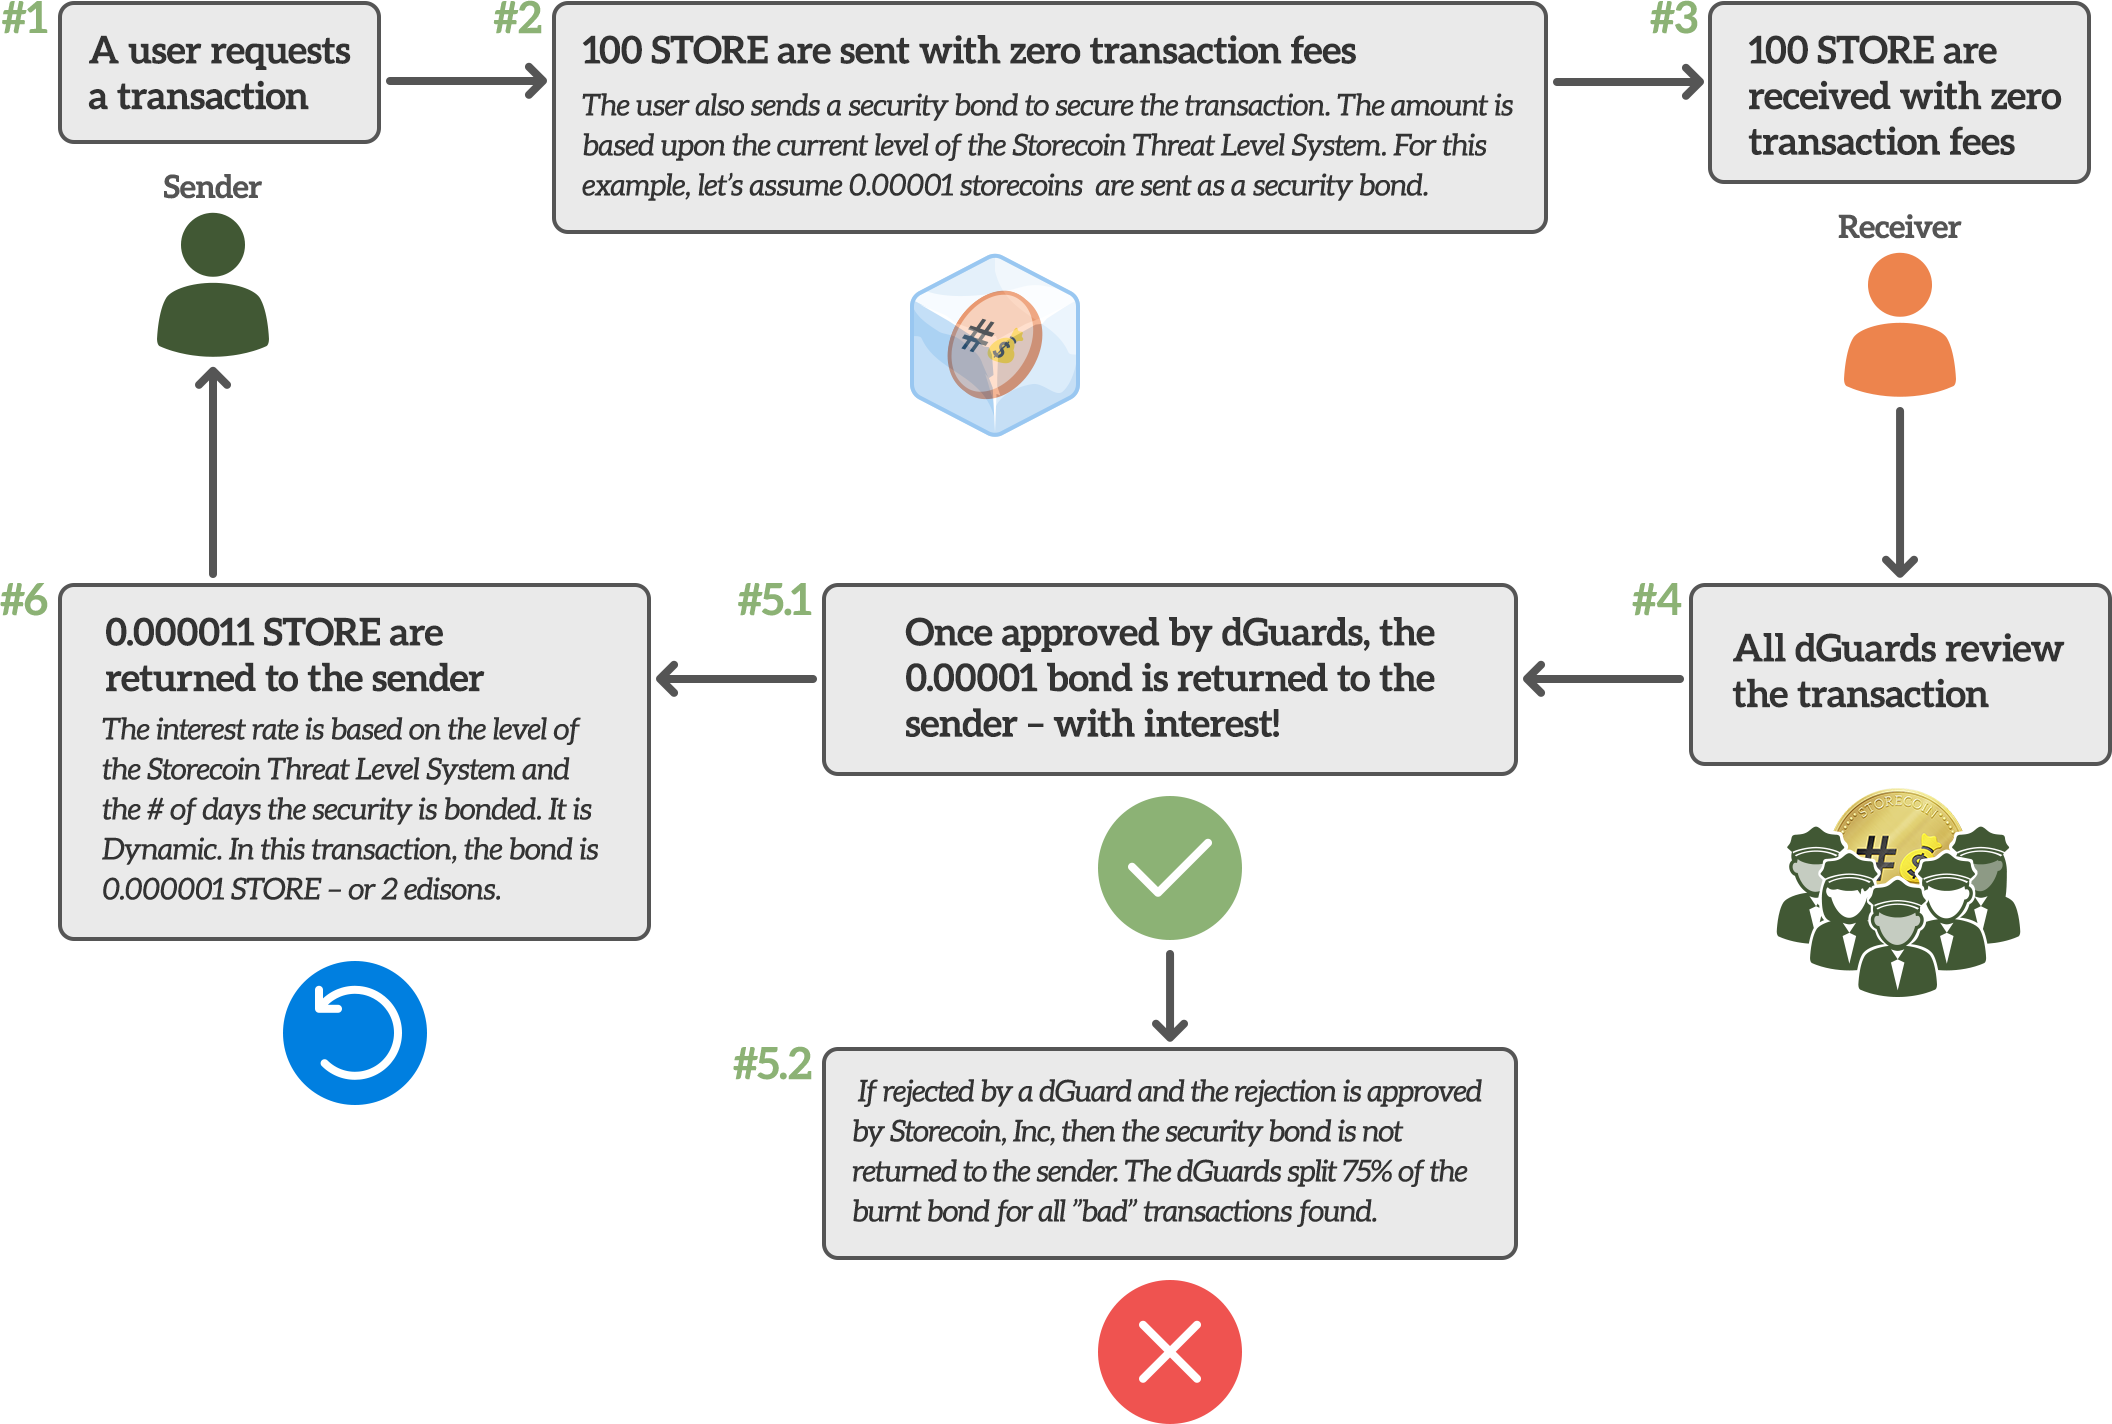 #1
A user requests
a transaction
Sender
#2
100 STORE are sent with zero transaction fees
The user also sends a security bond to secure the transaction. The amount is
based upon the current level of the Storecoin Threat Level System. For this
example, let's assume 0.00001 storecoins are sent as a security bond.
#$
#3
100 STORE are
received with zero
transaction fees
Receiver
#4
All dGuards review
the transaction
STORECOIN
#$
#5.1
Once approved by dGuards, the
0.00001 bond is returned to the
sender – with interest!
#5.2
If rejected by a dGuard and the rejection is approved
by Storecoin, Inc, then the security bond is not
returned to the sender. The dGuards split 75% of the
burnt bond for all ”bad” transactions found.
#6
0.000011 STORE are
returned to the sender
The interest rate is based on the level of
the Storecoin Threat Level System and
the # of days the security is bonded. It is
Dynamic. In this transaction, the bond is
0.000001 STORE – or 2 edisons.